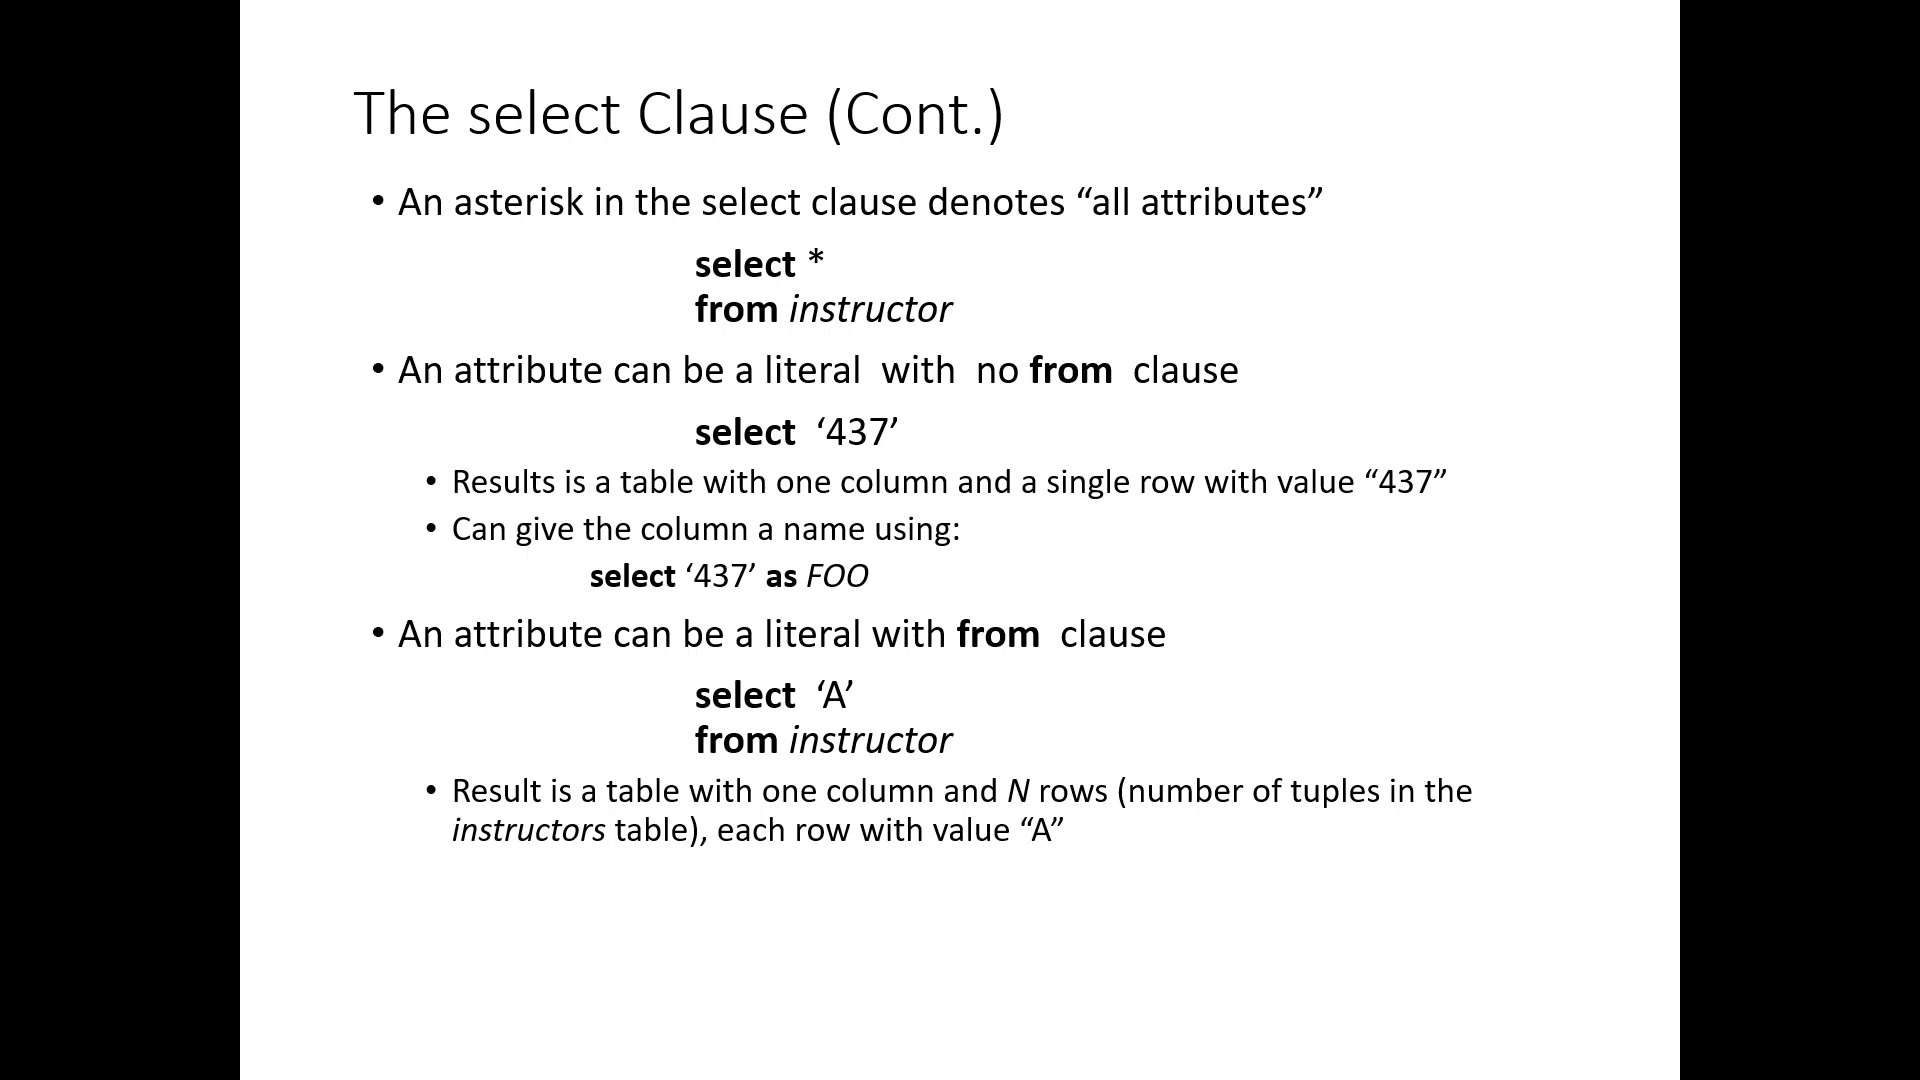 The select Clause (Cont.)
• An asterisk in the select clause denotes “all attributes”
select *
from instructor
• An attribute can be a literal with no from clause
select ‘437’
• Results is a table with one column and a single row with value “437”
• Can give the column a name using:
select ‘437’ as FOO
• An attribute can be a literal with from clause
select ‘A’
from instructor
• Result is a table with one column and N rows (number of tuples in the
instructors table), each row with value “A”